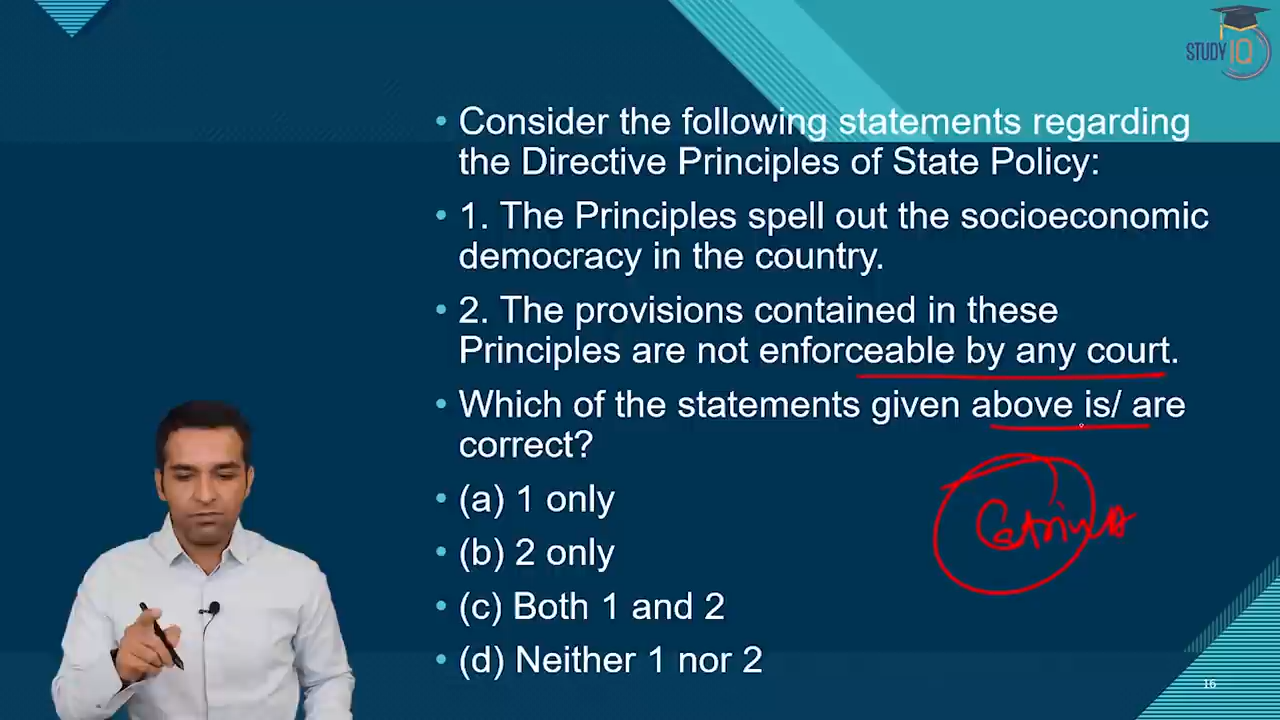 STUDY IQ
• Consider the following statements regarding
the Directive Principles of State Policy:
• 1. The Principles spell out the socioeconomic
democracy in the country.
• 2. The provisions contained in these
Principles are not enforceable by any court.
• Which of the statements given above is/ are
correct?
• (a) 1 only
• (b) 2 only
• (c) Both 1 and 2
• (d) Neither 1 nor 2
16